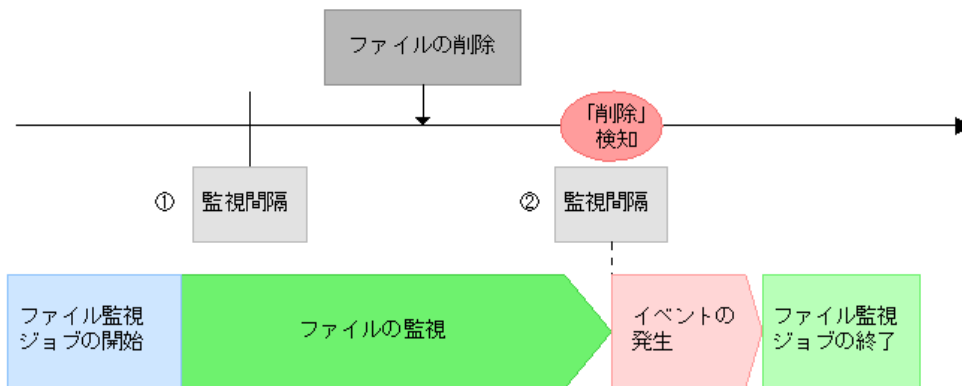 ファイルの削除
「削除」
検知
① 監視間隔
② 監視間隔
ファイル監視
ジョブの開始
ファイルの監視
イベントの
発生
ファイル監視
ジョブの終了